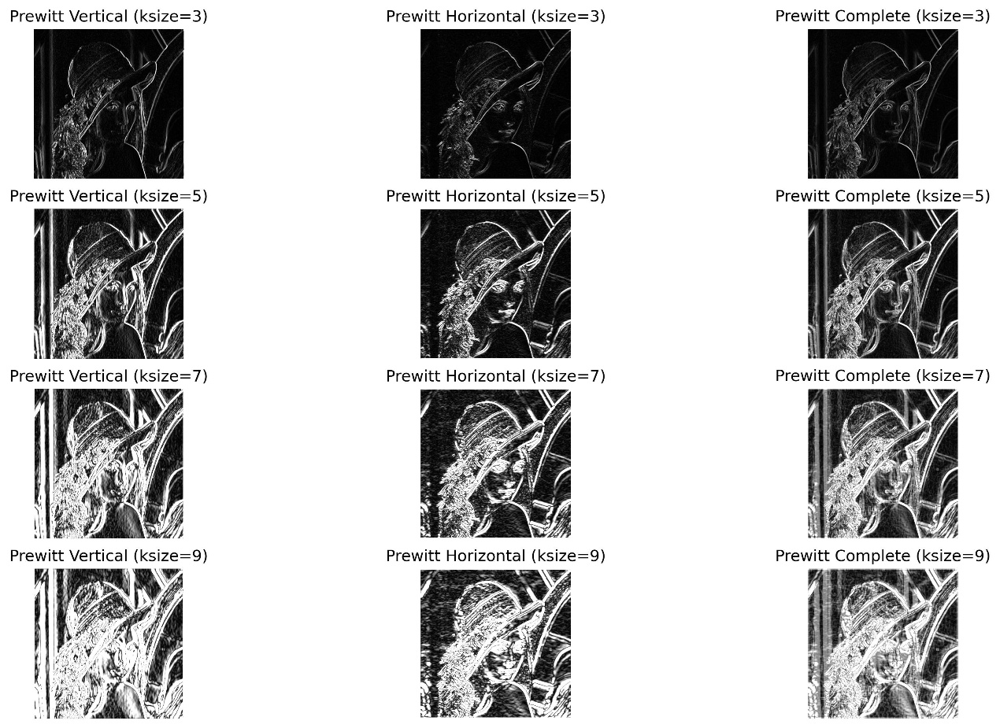 Prewitt Vertical (ksize=3)
Prewitt Horizontal (ksize=3)
Prewitt Complete (ksize=3)
Prewitt Vertical (ksize=5)
Prewitt Horizontal (ksize=5)
Prewitt Complete (ksize=5)
Prewitt Vertical (ksize=7)
Prewitt Horizontal (ksize=7)
Prewitt Complete (ksize=7)
Prewitt Vertical (ksize=9)
Prewitt Horizontal (ksize=9)
Prewitt Complete (ksize=9)